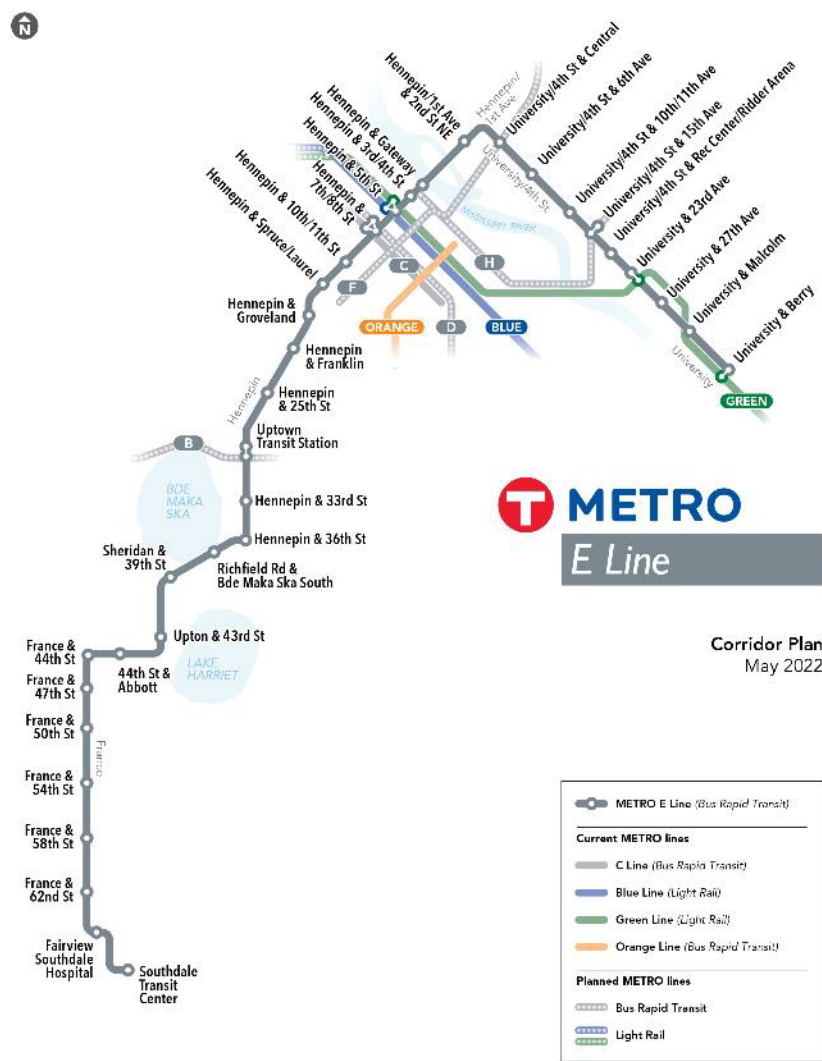 N
Hennepin/1st Ave
& 2nd St NE
Hennepin/
1st Ave
University/4th St & Central
University/4th St & 6th Ave
University/4th St & 10th/11th Ave
University/4th St & 15th Ave
University/4th St & Rec Center/Ridder Arena
University & 23rd Ave
University & 27th Ave
University & Malcolm
University & Berry
University/4th St
MISSISSIPPI RIVER
Hennepin & Gateway
Hennepin & 3rd/4th St
Hennepin & 5th St
Hennepin &
7th/8th St
Hennepin & 10th/11th St
Hennepin & Spruce/Laurel
F
C
H
D
ORANGE
BLUE
University
GREEN
Hennepin &
Groveland
Hennepin
& Franklin
Hennepin
Hennepin
& 25th St
Uptown
Transit Station
B
BDE
MAKA
SKA
Hennepin & 33rd St
Hennepin & 36th St
Sheridan &
39th St
Richfield Rd &
Bde Maka Ska South
T METRO
E Line
Upton & 43rd St
LAKE
HARRIET
Corridor Plan
May 2022
France &
44th St
44th St &
Abbott
France &
47th St
France &
50th St
France
France &
54th St
France &
58th St
France &
62nd St
Fairview
Southdale
Hospital
Southdale
Transit
Center
METRO E Line (Bus Rapid Transit)
Current METRO lines
C Line (Bus Rapid Transit)
Blue Line (Light Rail)
Green Line (Light Rail)
Orange Line (Bus Rapid Transit)
Planned METRO lines
Bus Rapid Transit
Light Rail